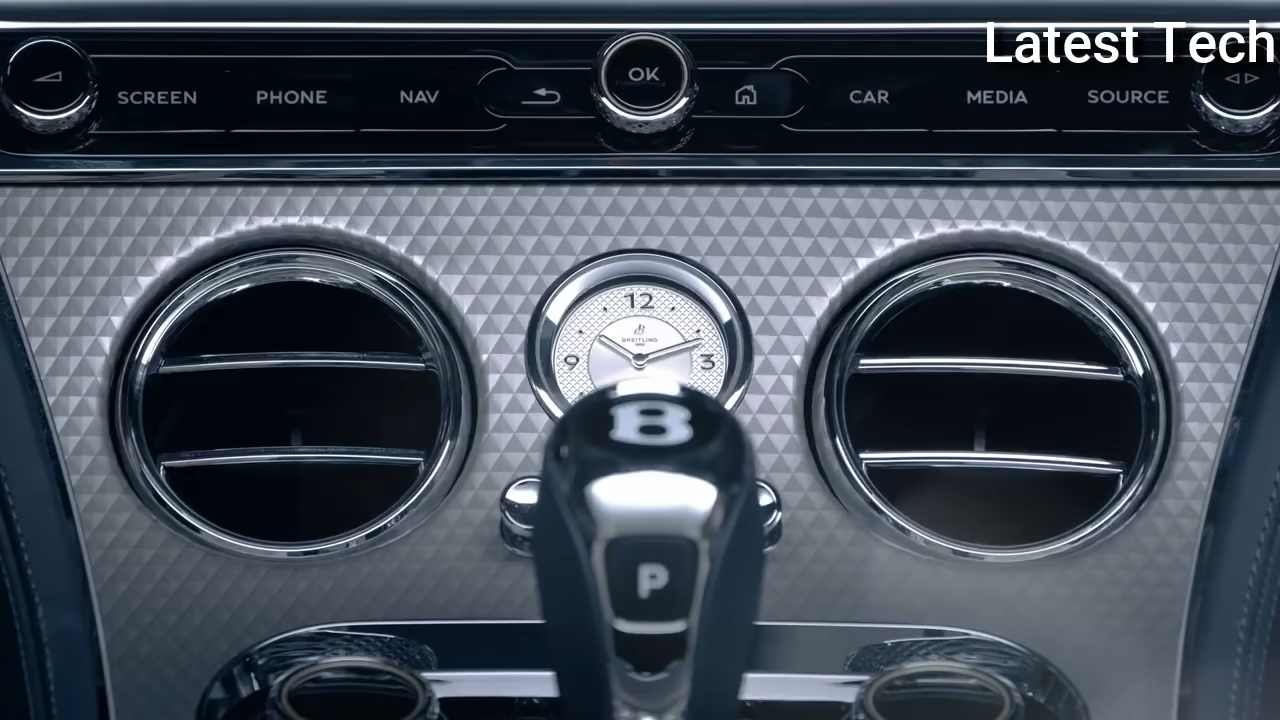 Latest Tech
SCREEN PHONE NAV OK CAR MEDIA SOURCE
12
BREITLING
9 3
B
P